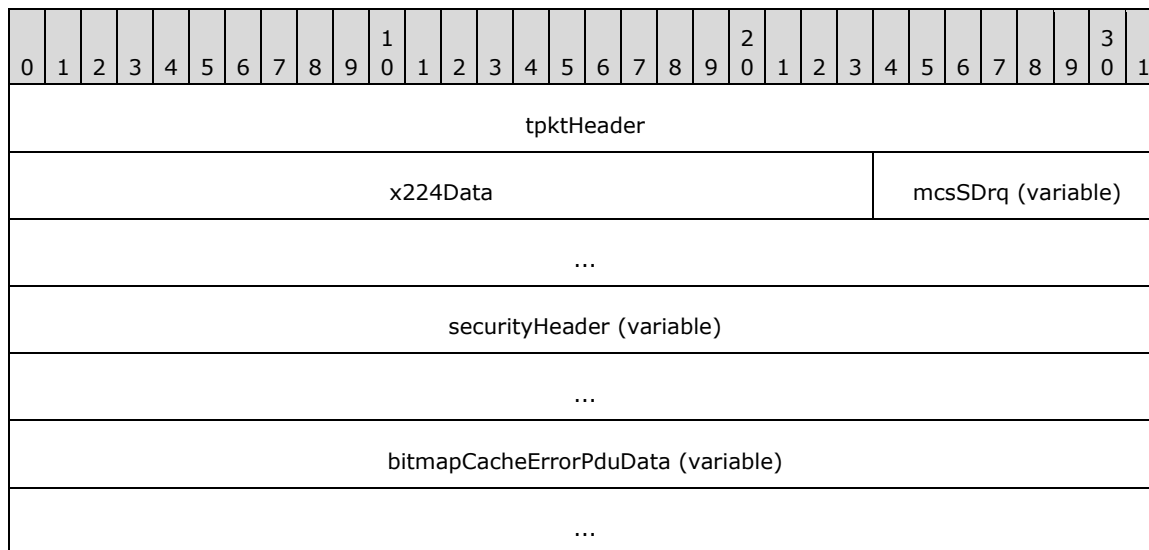 1 2 3
0 1 2 3 4 5 6 7 8 9 0 1 2 3 4 5 6 7 8 9 0 1 2 3 4 5 6 7 8 9 0 1
tpktHeader
x224Data mcsSDrq (variable)
...
securityHeader (variable)
...
bitmapCacheErrorPduData (variable)
...